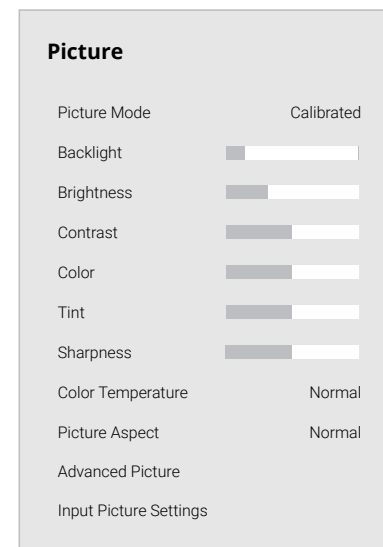 Picture
Picture Mode Calibrated
Backlight
Brightness
Contrast
Color
Tint
Sharpness
Color Temperature Normal
Picture Aspect Normal
Advanced Picture
Input Picture Settings